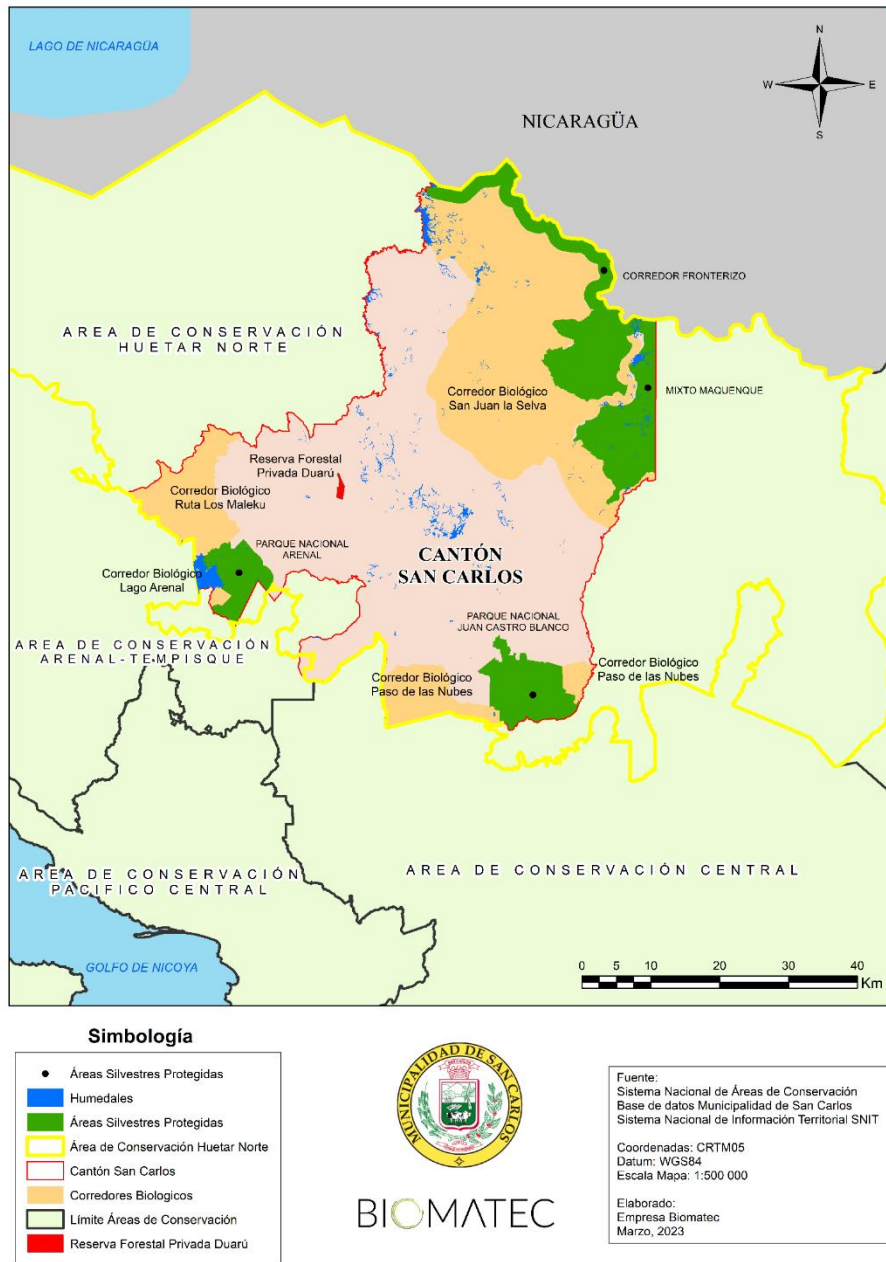 LAGO DE NICARAGÜA
N
W
E
S
NICARAGÜA
CORREDOR FRONTERIZO
AREA DE CONSERVACIÓN
HUETAR NORTE
Corredor Biológico
San Juan la Selva
MIXTO MAQUENQUE
Reserva Forestal
Privada Duarú
Corredor Biológico
Ruta Los Maleku
PARQUE NACIONAL
ARENAL
CANTÓN
SAN CARLOS
Corredor Biológico
Lago Arenal
PARQUE NACIONAL
JUAN CASTRO BLANCO
AREA DE CONSERVACIÓN
ARENAL-TEMPISQUE
Corredor Biológico
Paso de las Nubes
Corredor Biológico
Paso de las Nubes
AREA DE CONSERVACIÓN
PACIFICO CENTRAL
AREA DE CONSERVACIÓN CENTRAL
GOLFO DE NICOYA
0 5 10 20 30 40
Km
Simbología
Áreas Silvestres Protegidas
Humedales
Áreas Silvestres Protegidas
Área de Conservación Huetar Norte
Cantón San Carlos
Corredores Biologicos
Límite Áreas de Conservación
Reserva Forestal Privada Duarú
MUNICIPALIDAD DE SAN CARLOS
BIOMATEC
Fuente:
Sistema Nacional de Áreas de Conservación
Base de datos Municipalidad de San Carlos
Sistema Nacional de Información Territorial SNIT
Coordenadas: CRTM05
Datum: WGS84
Escala Mapa: 1:500 000
Elaborado:
Empresa Biomatec
Marzo, 2023